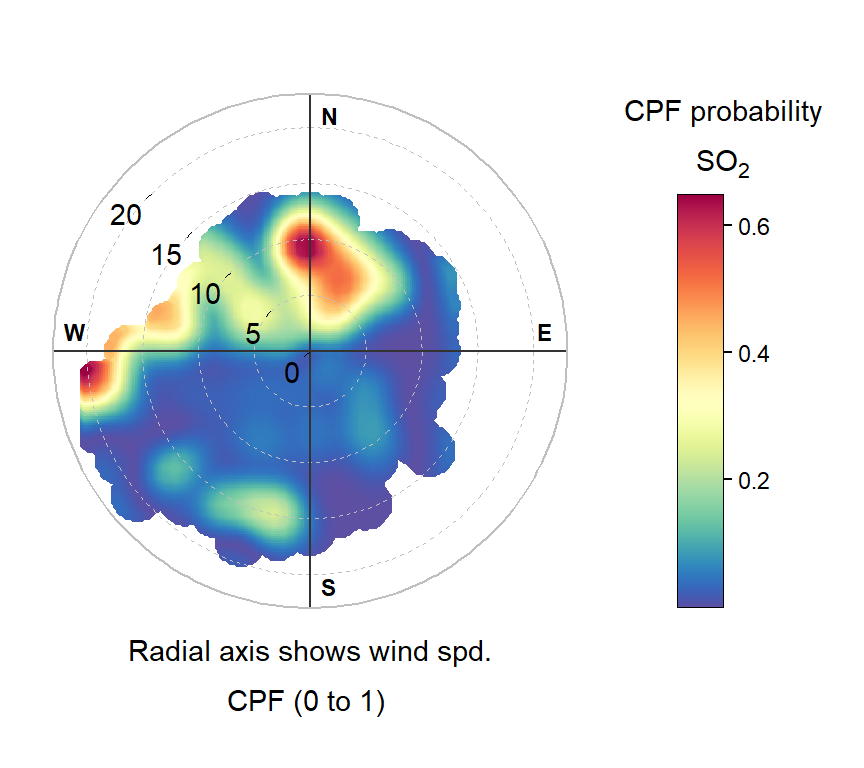 N
CPF probability
SO₂
20
15
0.6
10
5
W
E
0.4
0
0.2
S
Radial axis shows wind spd.
CPF (0 to 1)